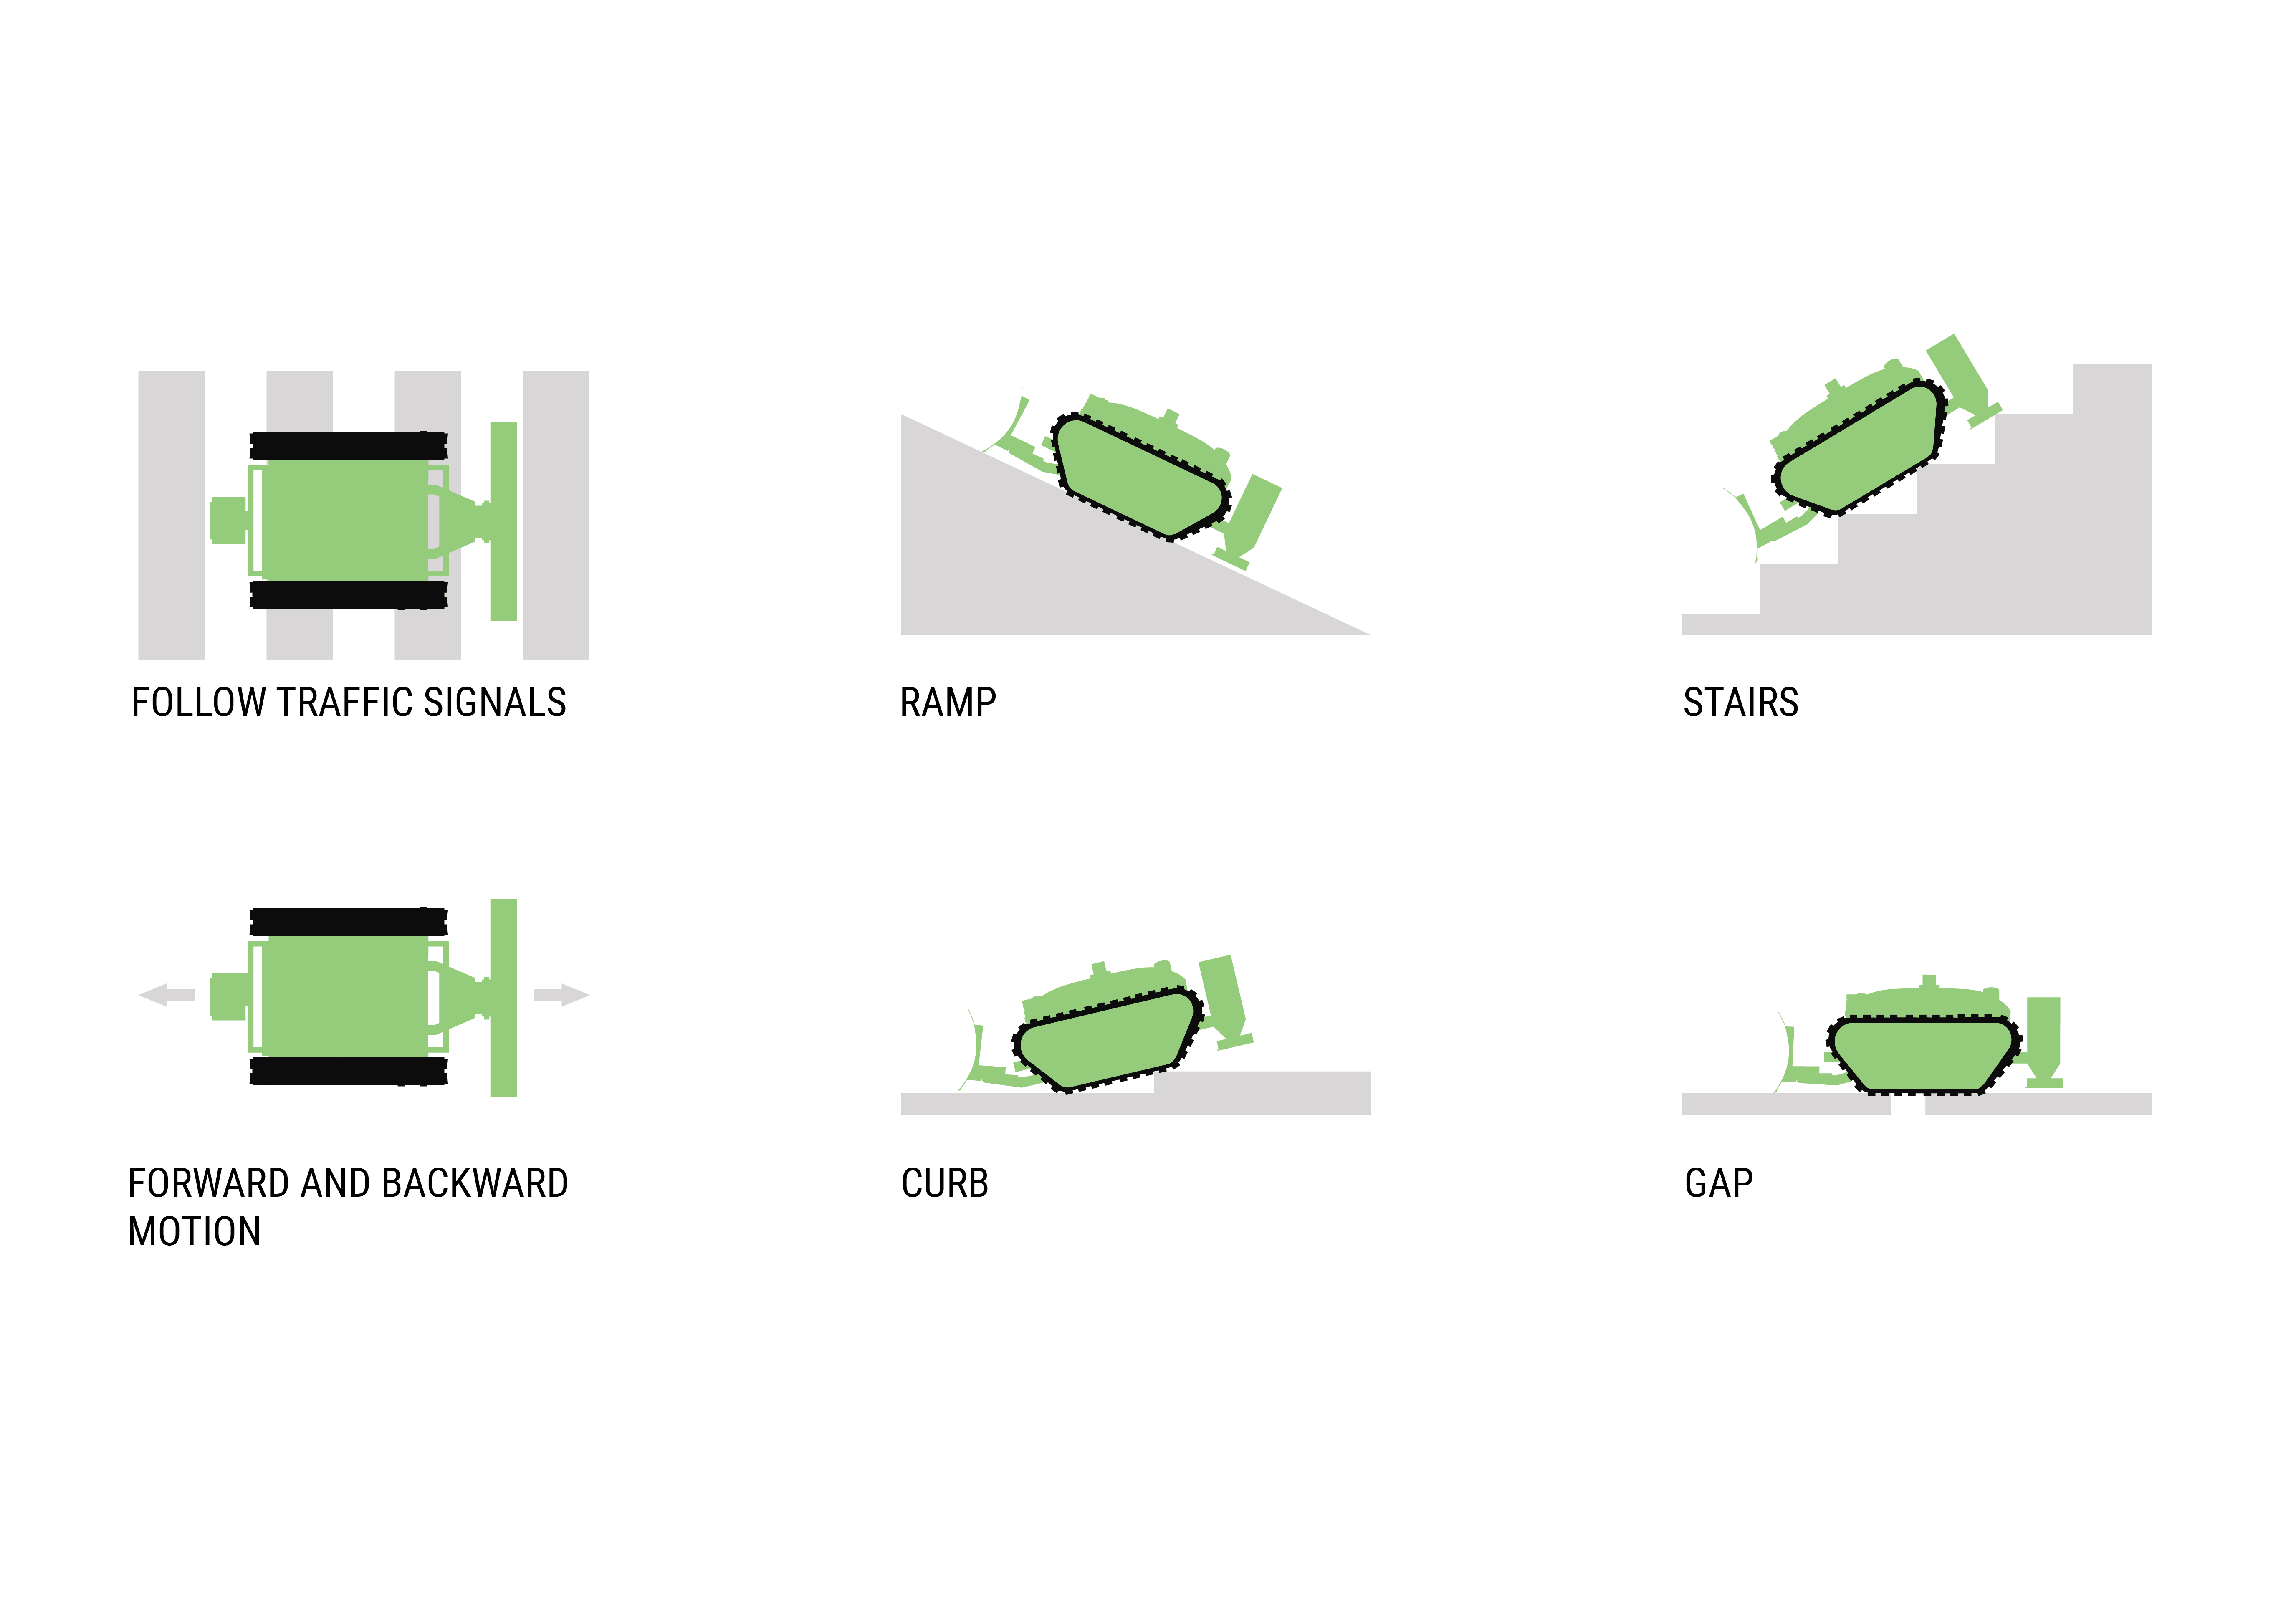 FOLLOW TRAFFIC SIGNALS
RAMP
STAIRS
FORWARD AND BACKWARD
MOTION
CURB
GAP